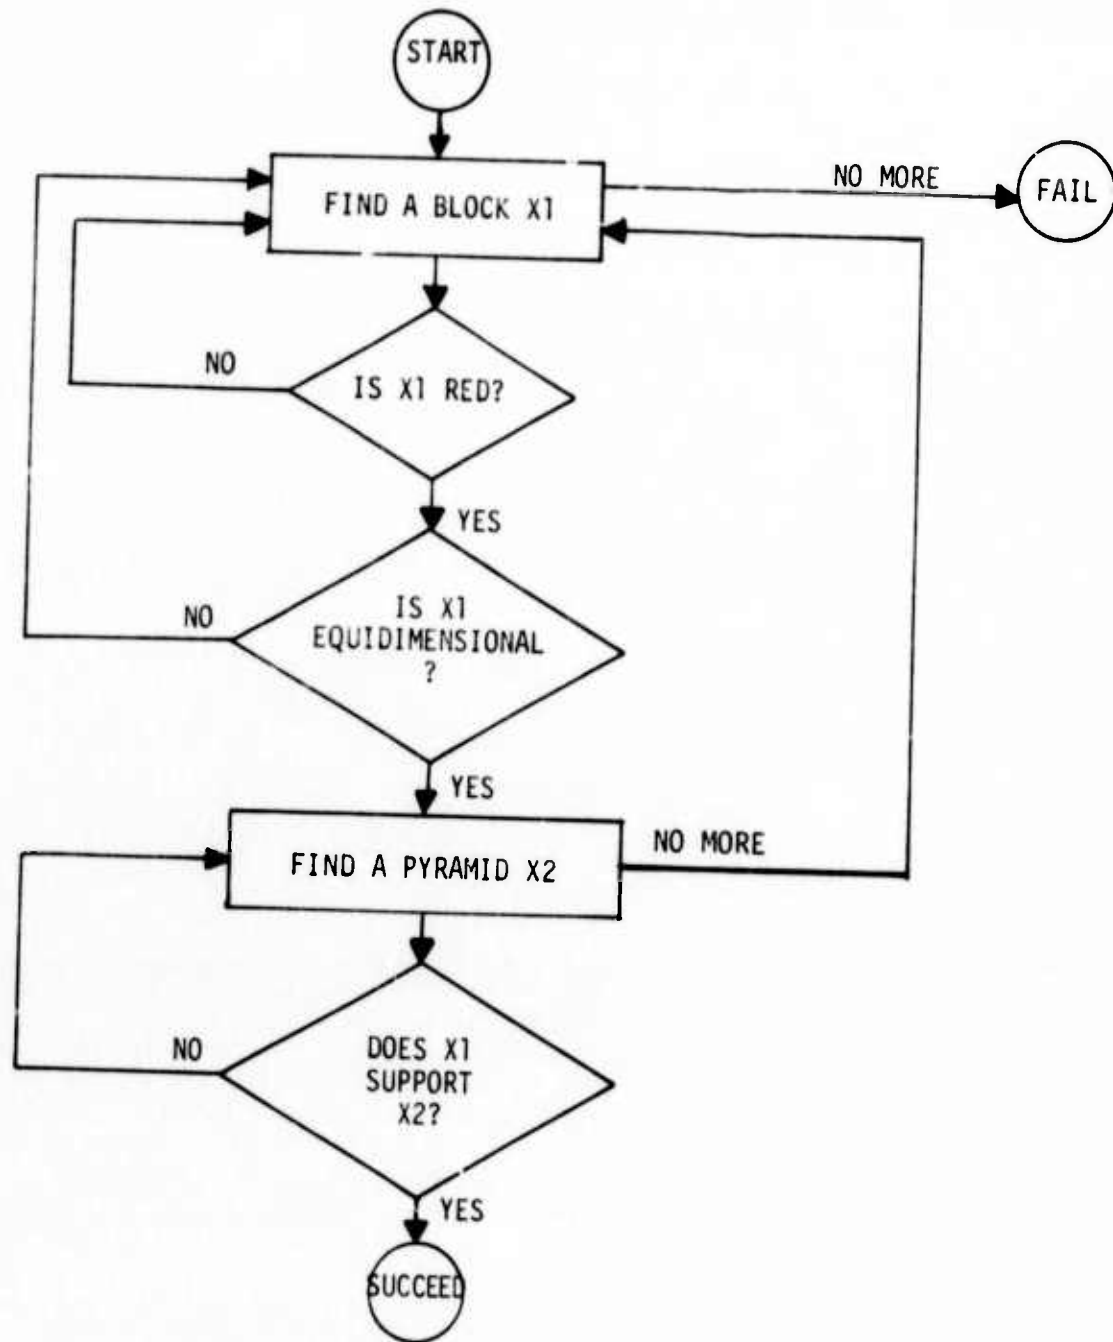 START
FIND A BLOCK X1
NO MORE
FAIL
NO
IS X1 RED?
YES
NO
IS X1
EQUIDIMENSIONAL
?
YES
FIND A PYRAMID X2
NO MORE
NO
DOES X1
SUPPORT
X2?
YES
SUCCEED